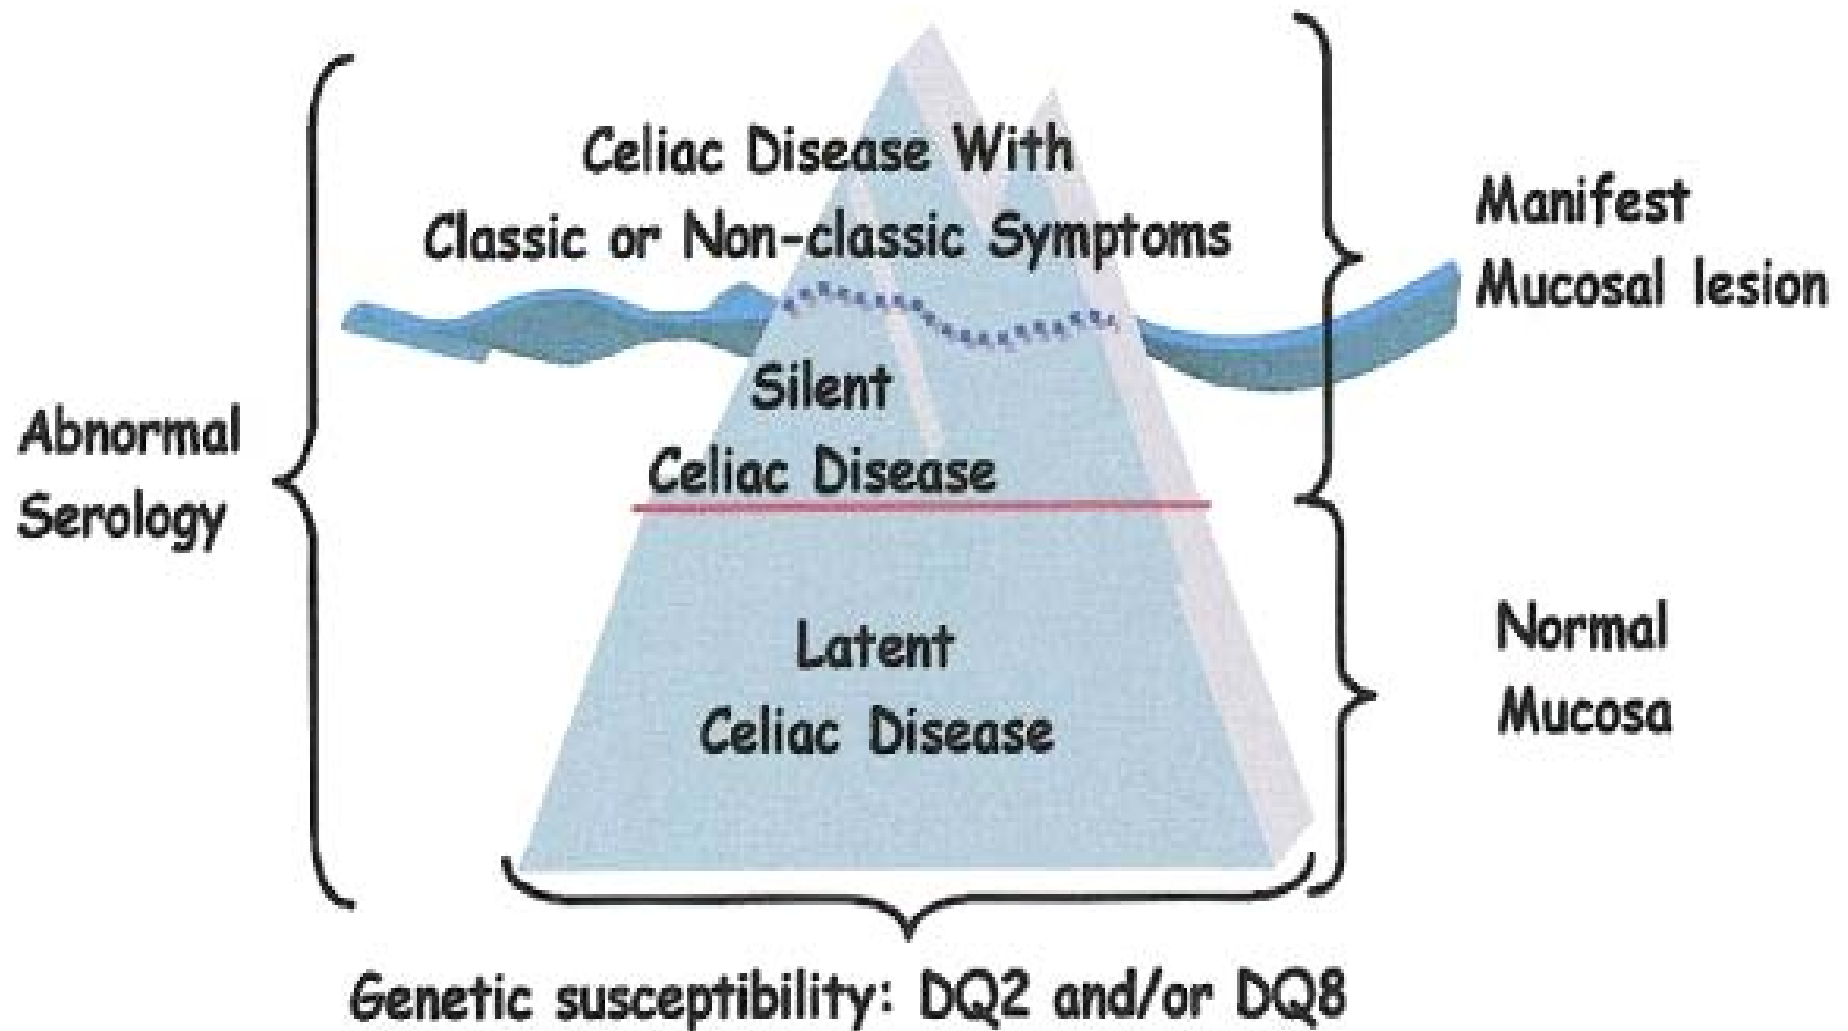 Celiac Disease With
Classic or Non-classic Symptoms
Manifest
Mucosal lesion
Silent
Celiac Disease
Abnormal
Serology
Latent
Celiac Disease
Normal
Mucosa
Genetic susceptibility: DQ2 and/or DQ8